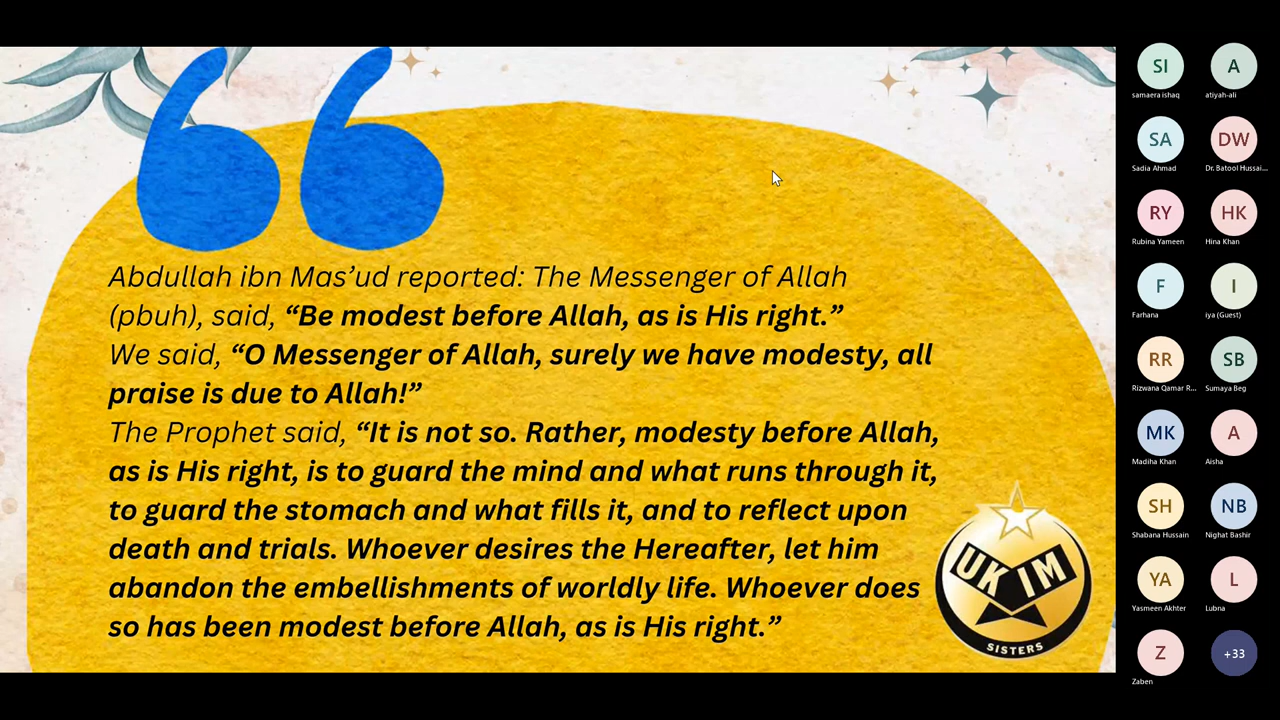 Abdullah ibn Mas’ud reported: The Messenger of Allah
(pbuh), said, “Be modest before Allah, as is His right.”
We said, “O Messenger of Allah, surely we have modesty, all
praise is due to Allah!”
The Prophet said, “It is not so. Rather, modesty before Allah,
as is His right, is to guard the mind and what runs through it,
to guard the stomach and what fills it, and to reflect upon
death and trials. Whoever desires the Hereafter, let him
abandon the embellishments of worldly life. Whoever does
so has been modest before Allah, as is His right.”
UK IM
SISTERS
SI A
samaera ishaq atiyah-ali
SA DW
Sadia Ahmad Dr. Batool Hussai...
RY HK
Rubina Yameen Hina Khan
F I
Farhana iya (Guest)
RR SB
Rizwana Qamar R... Sumaya Beg
MK A
Madiha Khan Aisha
SH NB
Shabana Hussain Nighat Bashir
YA L
Yasmeen Akhter Lubna
Z +33
Zaben